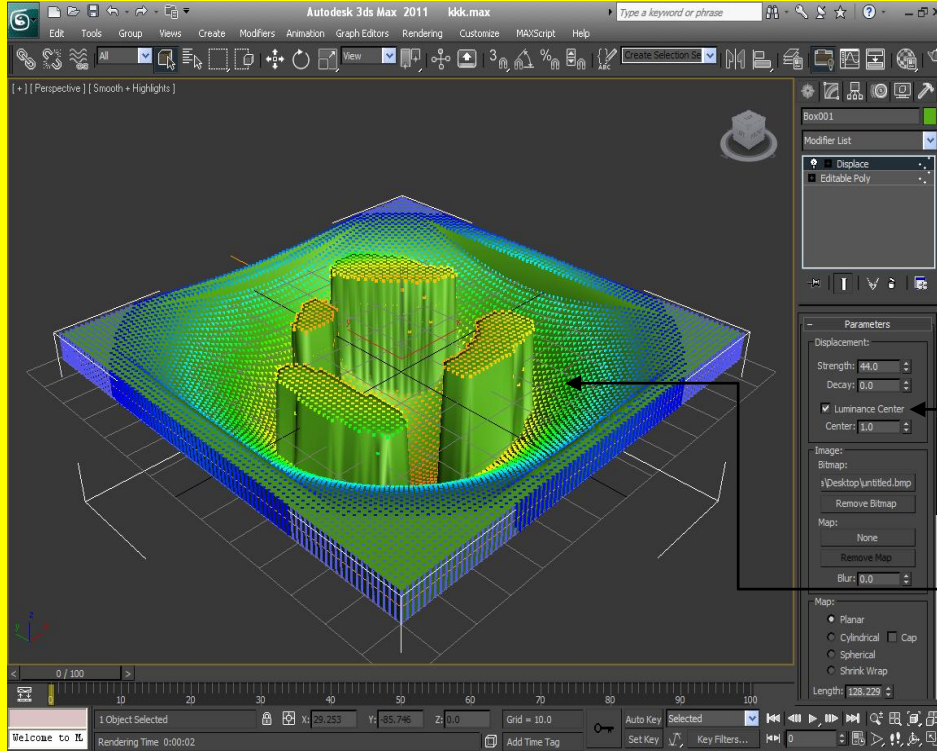 Autodesk 3ds Max 2011 kkk.max
Type a keyword or phrase
Edit Tools Group Views Create Modifiers Animation Graph Editors Rendering Customize MAXScript Help
All
View
3
ABC
Create Selection Se
[ + ] [ Perspective ] [ Smooth + Highlights ]
Box001
Modifier List
Displace
Editable Poly
Parameters
Displacement:
Strength: 44.0
Decay: 0.0
Luminance Center
Center: 1.0
Image:
Bitmap:
s\Desktop\untitled.bmp
Remove Bitmap
Map:
None
Remove Map
Blur: 0.0
Map:
Planar
Cylindrical Cap
Spherical
Shrink Wrap
Length: 128.229
z
y
x
< 0 / 100 >
0 10 20 30 40 50 60 70 80 90 100
1 Object Selected X: 29.253 Y: -85.746 Z: 0.0 Grid = 10.0 Auto Key Selected
Welcome to M Rendering Time 0:00:02 Add Time Tag Set Key Key Filters... 0